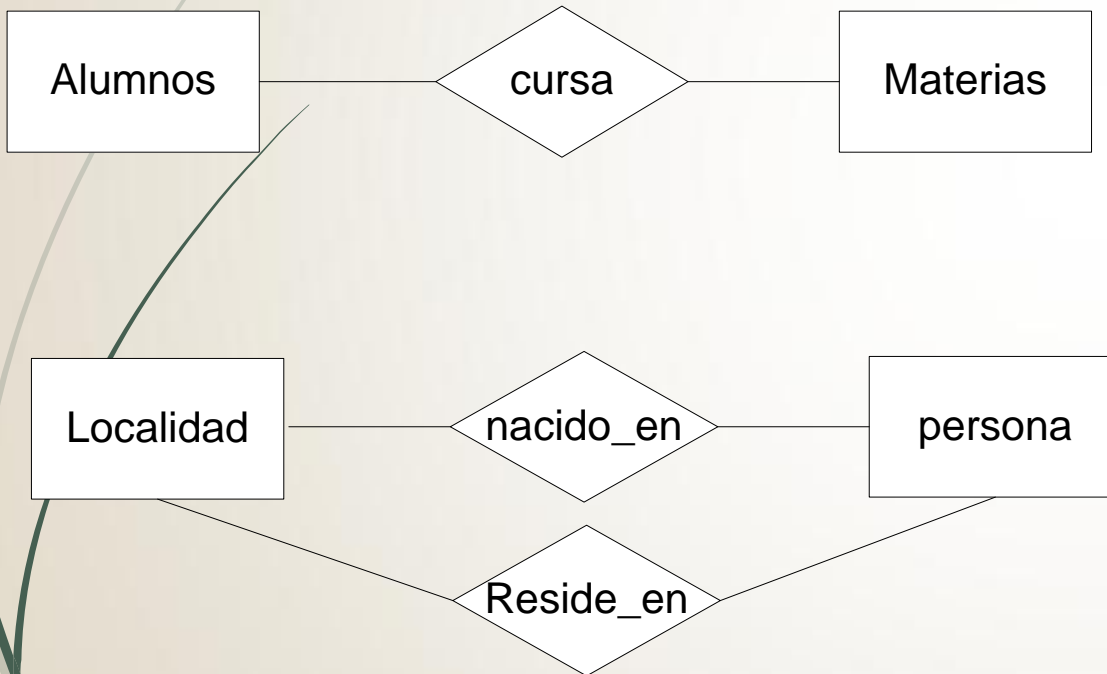 Alumnos
cursa
Materias
Localidad
nacido_en
persona
Reside_en